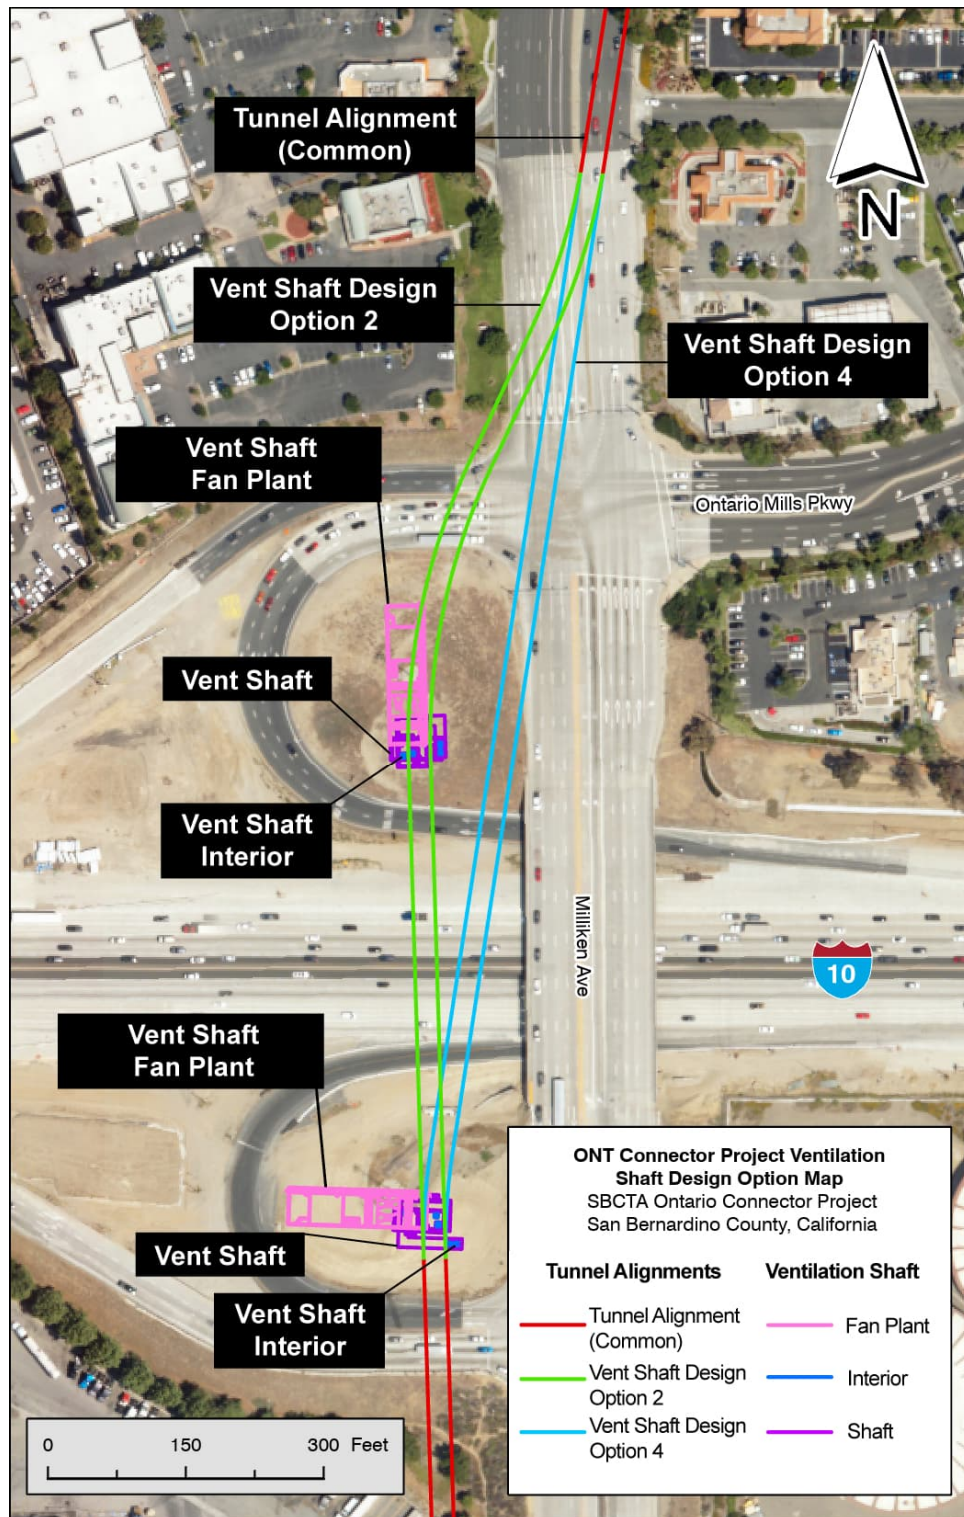 Tunnel Alignment
(Common)
N
Vent Shaft Design
Option 2
Vent Shaft Design
Option 4
Vent Shaft
Fan Plant
Ontario Mills Pkwy
Vent Shaft
Vent Shaft
Interior
Milliken Ave
10
Vent Shaft
Fan Plant
Vent Shaft
Vent Shaft
Interior
ONT Connector Project Ventilation
Shaft Design Option Map
SBCTA Ontario Connector Project
San Bernardino County, California
Tunnel Alignments
Ventilation Shaft
Tunnel Alignment
(Common)
Fan Plant
Vent Shaft Design
Option 2
Interior
Vent Shaft Design
Option 4
Shaft
0 150 300 Feet